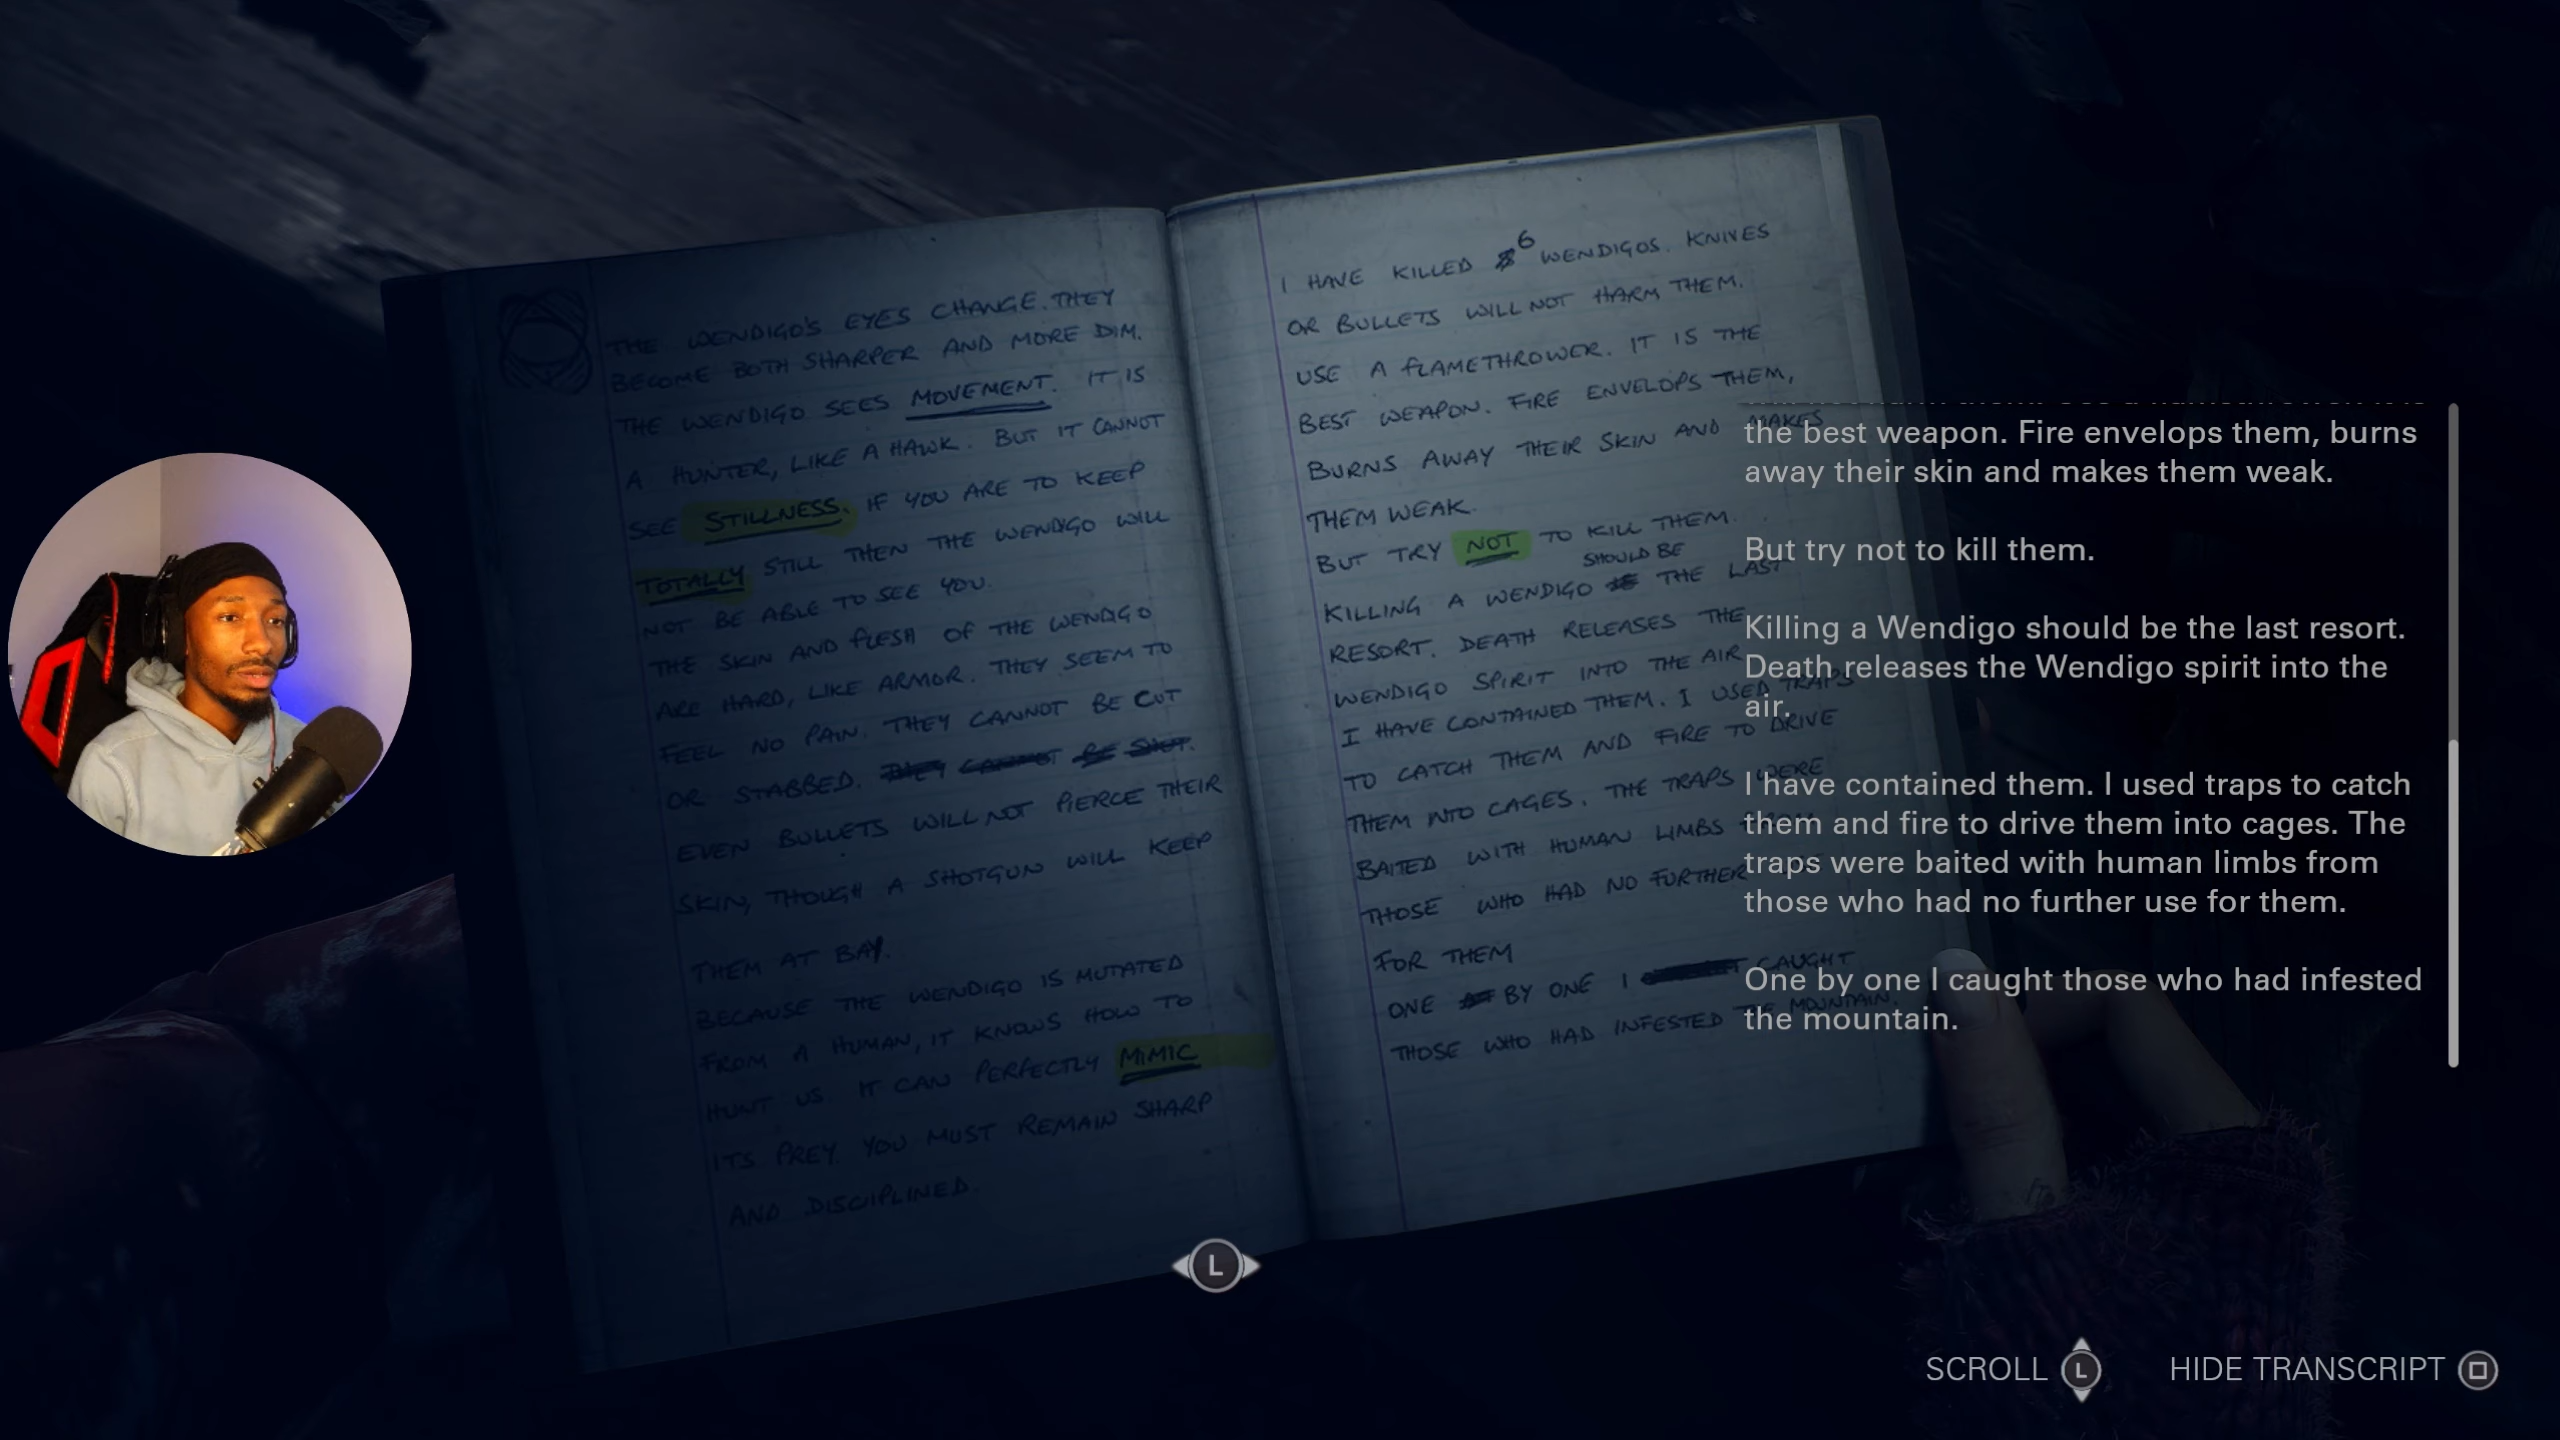 THE WENDIGO'S EYES CHANGE. THEY
BECOME BOTH SHARPER AND MORE DIM.
THE WENDIGO SEES MOVEMENT. IT IS
A HUNTER, LIKE A HAWK. BUT IT CANNOT
SEE STILLNESS. IF YOU ARE TO KEEP
TOTALLY STILL THEN THE WENDIGO WILL
NOT BE ABLE TO SEE YOU.
THE SKIN AND FLESH OF THE WENDIGO
ARE HARD, LIKE ARMOR. THEY SEEM TO
FEEL NO PAIN. THEY CANNOT BE CUT
OR STABBED. THEY CANNOT BE SHOT.
EVEN BULLETS WILL NOT PIERCE THEIR
SKIN, THOUGH A SHOTGUN WILL KEEP
THEM AT BAY.
BECAUSE THE WENDIGO IS MUTATED
FROM A HUMAN, IT KNOWS HOW TO
HUNT US IT CAN PERFECTLY MIMIC
ITS PREY. YOU MUST REMAIN SHARP
AND DISCIPLINED.
I HAVE KILLED 6 WENDIGOS. KNIVES
OR BULLETS WILL NOT HARM THEM.
USE A FLAMETHROWER. IT IS THE
BEST WEAPON. FIRE ENVELOPS THEM,
BURNS AWAY THEIR SKIN AND MAKES
THEM WEAK.
BUT TRY NOT TO KILL THEM.
SHOULD BE
KILLING A WENDIGO THE LAST
RESORT. DEATH RELEASES THE
WENDIGO SPIRIT INTO THE AIR
I HAVE CONTAINED THEM. I USED TRAPS
TO CATCH THEM AND FIRE TO DRIVE
THEM INTO CAGES. THE TRAPS WERE
BAITED WITH HUMAN LIMBS FROM
THOSE WHO HAD NO FURTHER
FOR THEM
ONE BY ONE I CAUGHT
THOSE WHO HAD INFESTED THE MOUNTAIN.
the best weapon. Fire envelops them, burns
away their skin and makes them weak.
But try not to kill them.
Killing a Wendigo should be the last resort.
Death releases the Wendigo spirit into the
air.
I have contained them. I used traps to catch
them and fire to drive them into cages. The
traps were baited with human limbs from
those who had no further use for them.
One by one I caught those who had infested
the mountain.
L
SCROLL L HIDE TRANSCRIPT